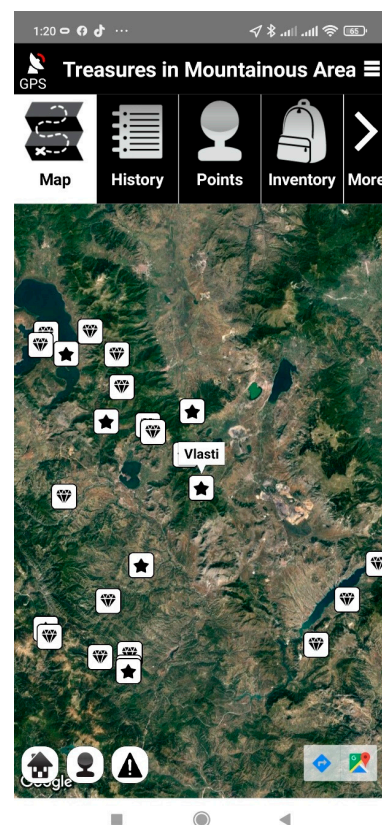 1:20
65
GPS
Treasures in Mountainous Area
Map
History
Points
Inventory
More
Vlasti
Google